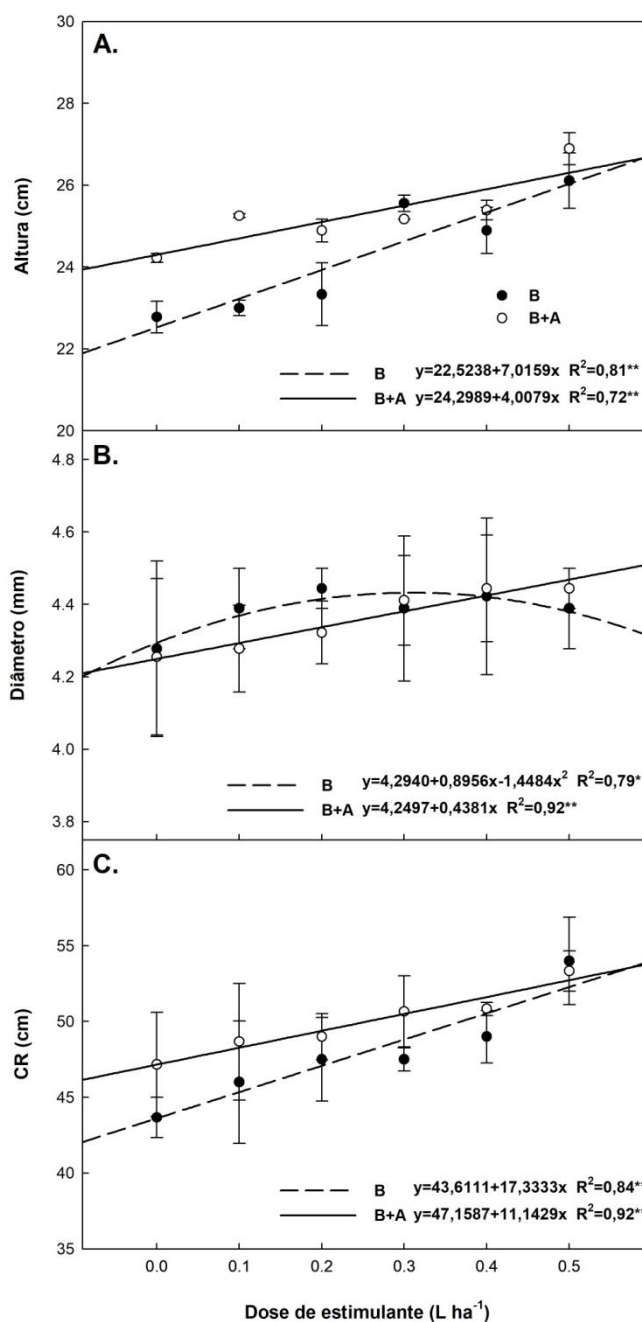 A.
30
28
26
24
22
20
Altura (cm)
B
B+A
B y=22,5238+7,0159x R²=0,81**
B+A y=24,2989+4,0079x R²=0,72**
B.
4.8
4.6
4.4
4.2
4.0
3.8
Diâmetro (mm)
B y=4,2940+0,8956x-1,4484x² R²=0,79*
B+A y=4,2497+0,4381x R²=0,92**
C.
60
55
50
45
40
35
CR (cm)
B y=43,6111+17,3333x R²=0,84*
B+A y=47,1587+11,1429x R²=0,92*
0.0 0.1 0.2 0.3 0.4 0.5
Dose de estimulante (L ha⁻¹)